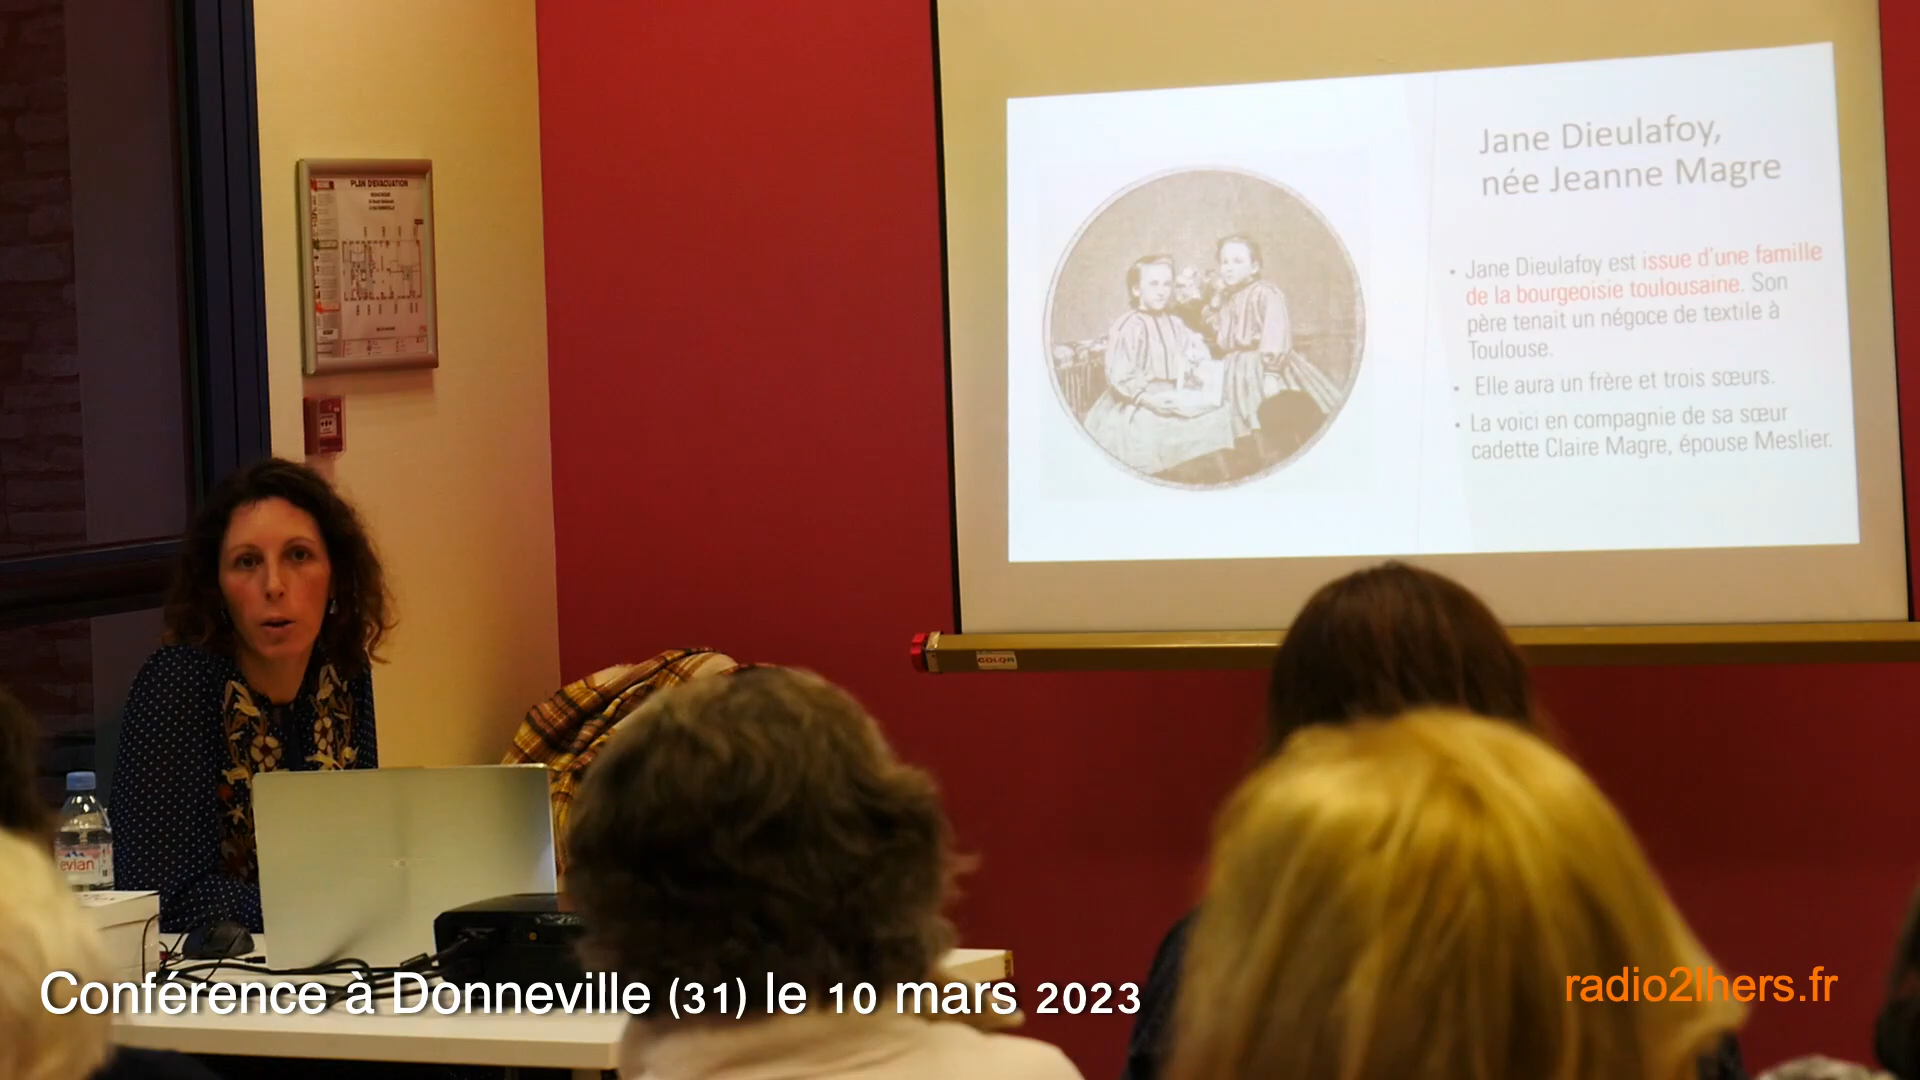 PLAN D'EVACUATION
Jane Dieulafoy,
née Jeanne Magre
• Jane Dieulafoy est issue d'une famille
de la bourgeoisie toulousaine. Son
père tenait un négoce de textile à
Toulouse.
• Elle aura un frère et trois sœurs.
• La voici en compagnie de sa sœur
cadette Claire Magre, épouse Meslier.
COLOR
evian
Conférence à Donneville (31) le 10 mars 2023
radio2lhers.fr